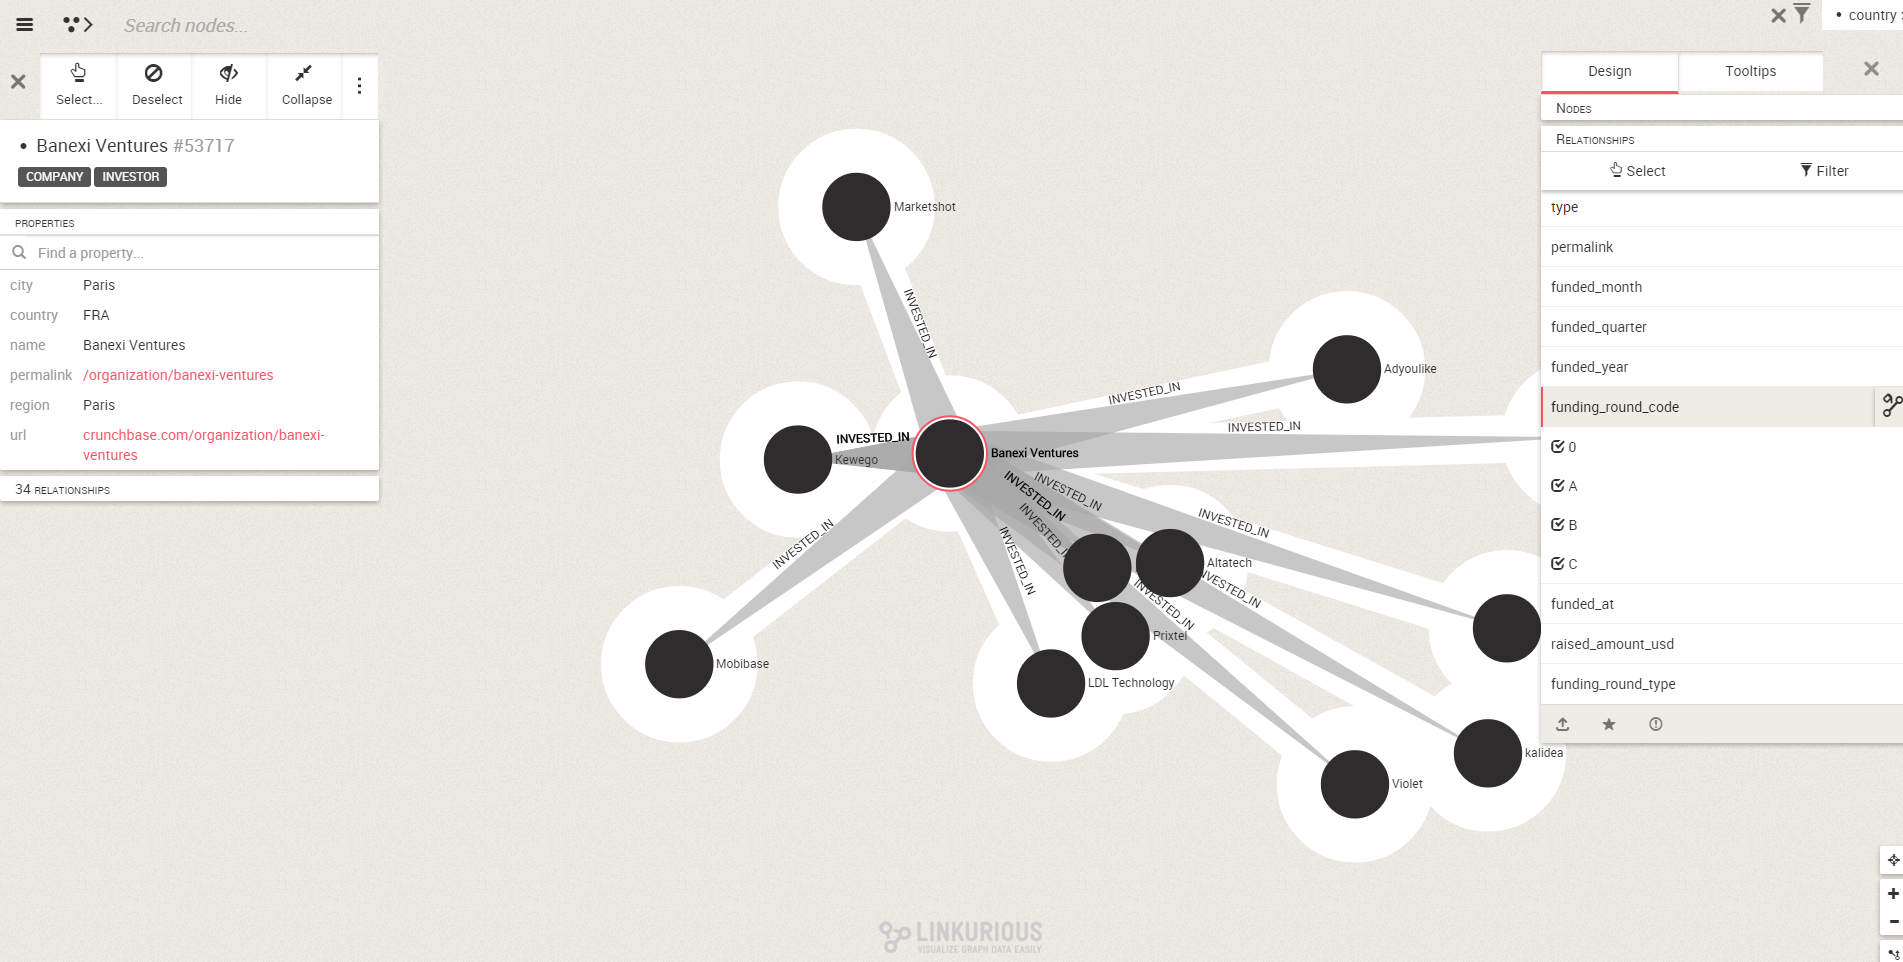 Search nodes...
• country
Select...
Deselect
Hide
Collapse
• Banexi Ventures #53717
COMPANY
INVESTOR
PROPERTIES
Find a property...
city Paris
country FRA
name Banexi Ventures
permalink /organization/banexi-ventures
region Paris
url crunchbase.com/organization/banexi-
ventures
34 RELATIONSHIPS
Marketshot
INVESTED_IN
Adyoulike
INVESTED_IN
INVESTED_IN
INVESTED_IN
Kewego
Banexi Ventures
INVESTED_IN
INVESTED_IN
INVESTED_IN
INVESTED_IN
INVESTED_IN
INVESTED_IN
Altatech
INVESTED_IN
INVESTED_IN
Prixtel
Mobibase
LDL Technology
kalidea
Violet
LINKURIOUS
VISUALIZE GRAPH DATA EASILY
Design
Tooltips
NODES
RELATIONSHIPS
Select
Filter
type
permalink
funded_month
funded_quarter
funded_year
funding_round_code
0
A
B
C
funded_at
raised_amount_usd
funding_round_type